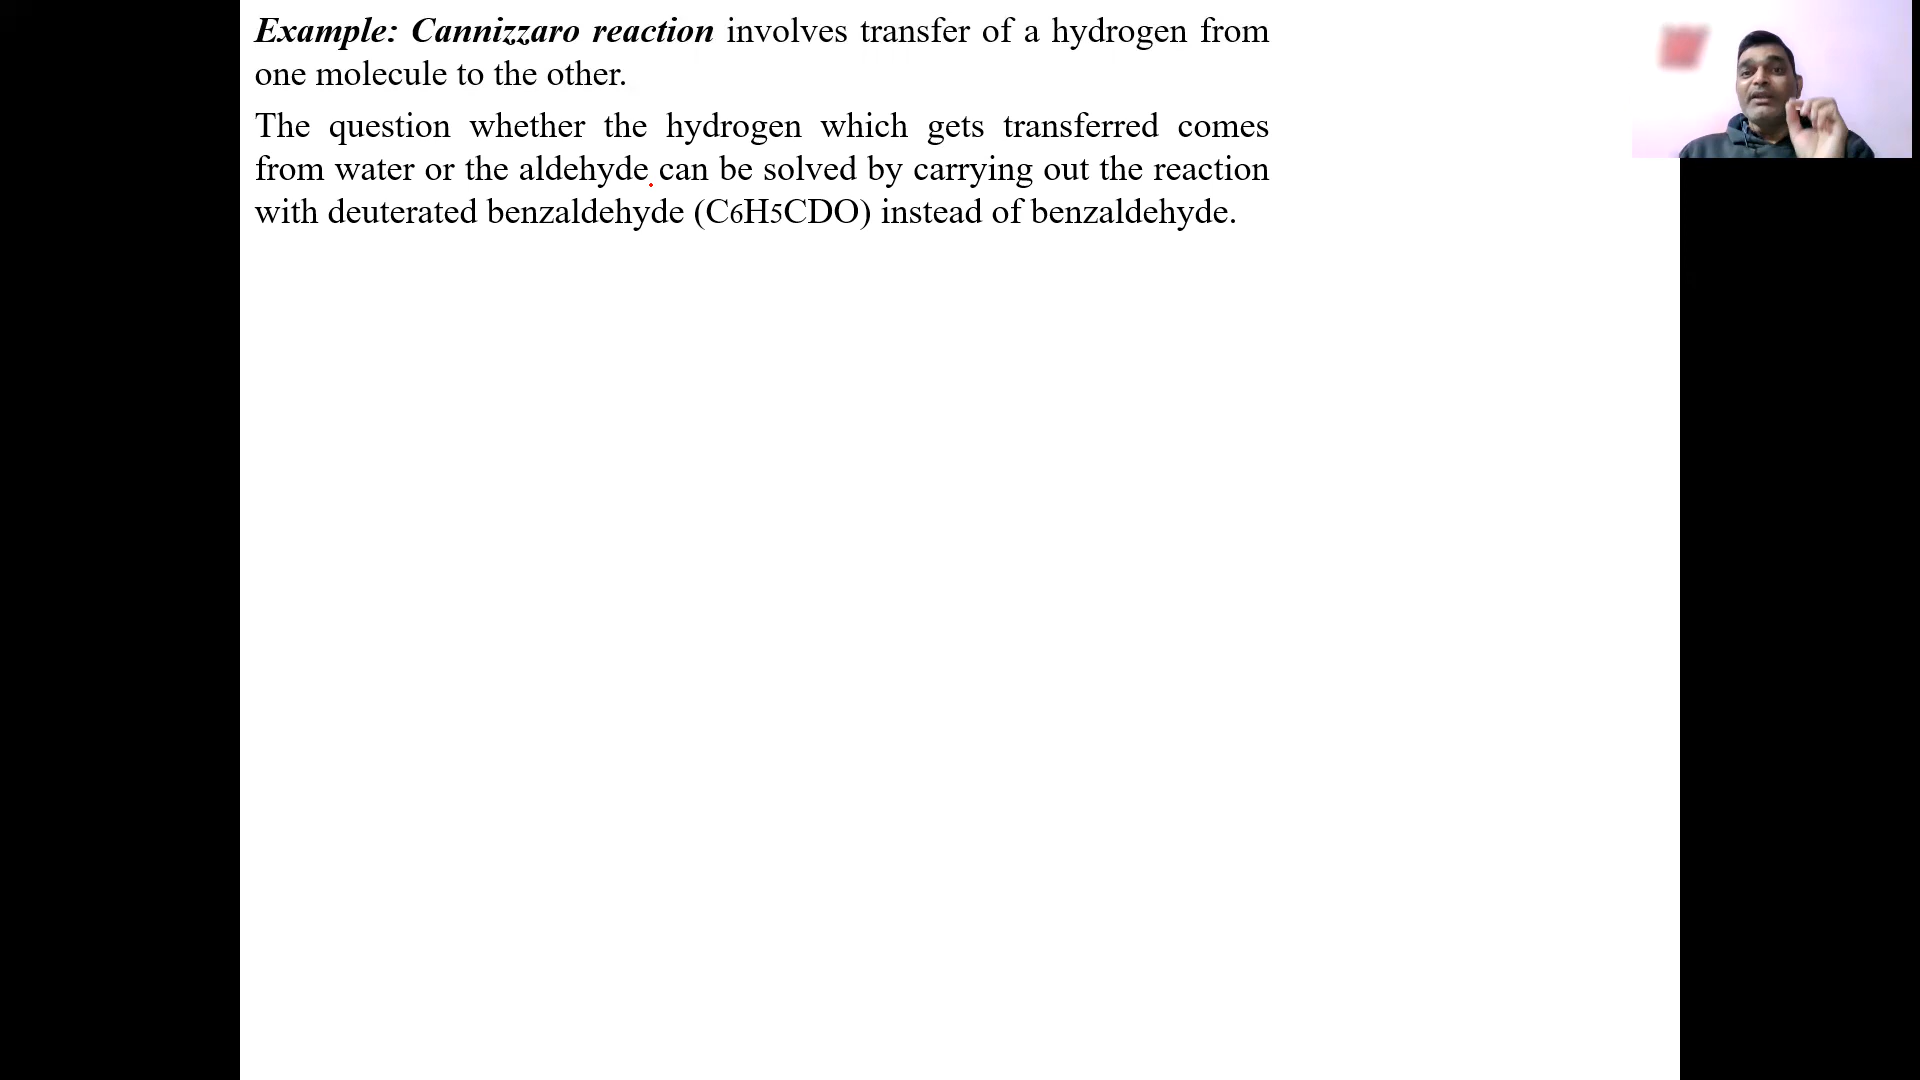 Example: Cannizzaro reaction involves transfer of a hydrogen from
one molecule to the other.
The question whether the hydrogen which gets transferred comes
from water or the aldehyde can be solved by carrying out the reaction
with deuterated benzaldehyde (C6H5CDO) instead of benzaldehyde.